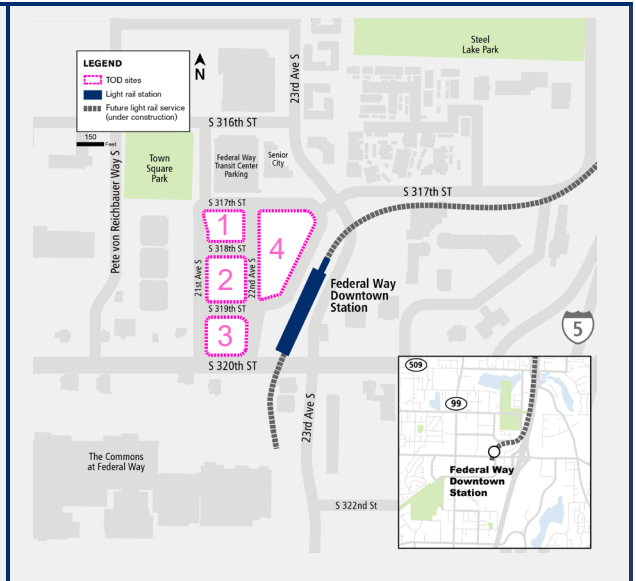 LEGEND
TOD sites
Light rail station
Future light rail service
(under construction)
150
Feet
N
23rd Ave S
Steel
Lake Park
S 316th ST
Pete von Reichbauer Way S
Town
Square
Park
Federal Way
Transit Center
Parking
Senior
City
S 317th ST
S 317th ST
1
4
S 318th ST
21st Ave S
2
22nd Ave S
Federal Way
Downtown
Station
S 319th ST
3
5
S 320th ST
23rd Ave S
The Commons
at Federal Way
S 322nd St
509
99
Federal Way
Downtown
Station